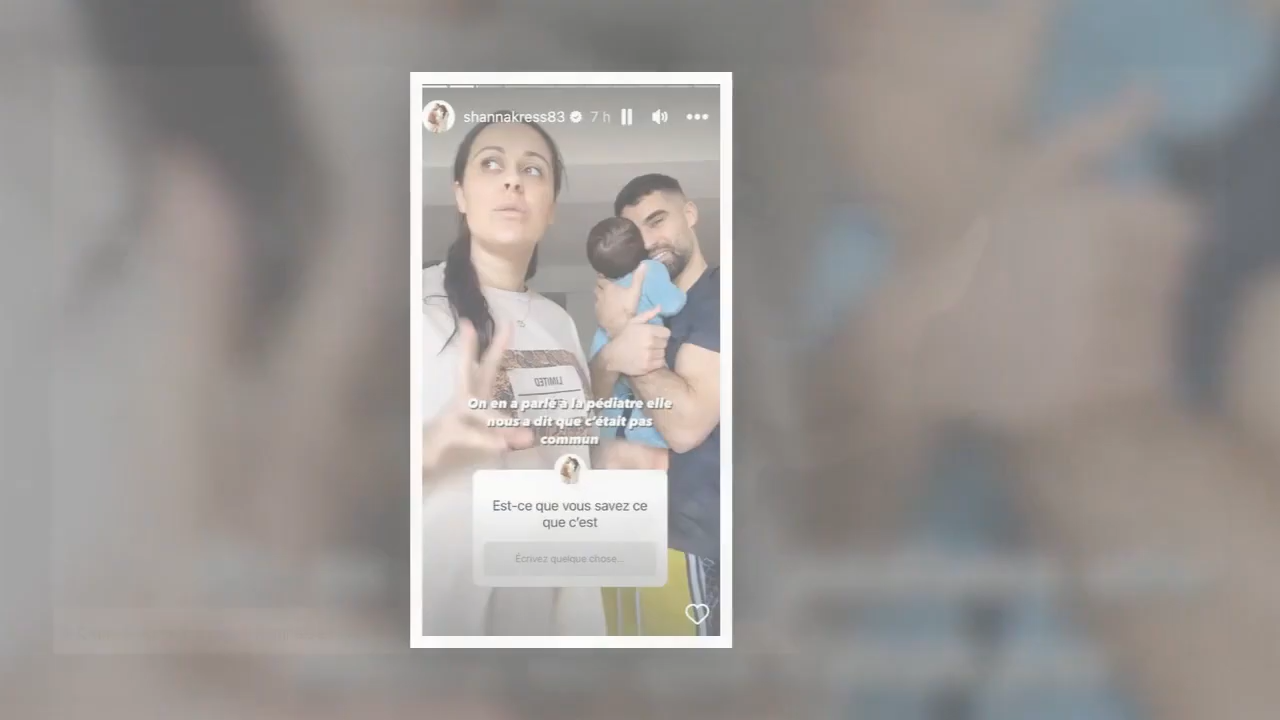 shannakress83 7 h
LIMITED
On en a parlé à la pédiatre elle
nous a dit que c'était pas
commun
Est-ce que vous savez ce
que c'est
Écrivez quelque chose...